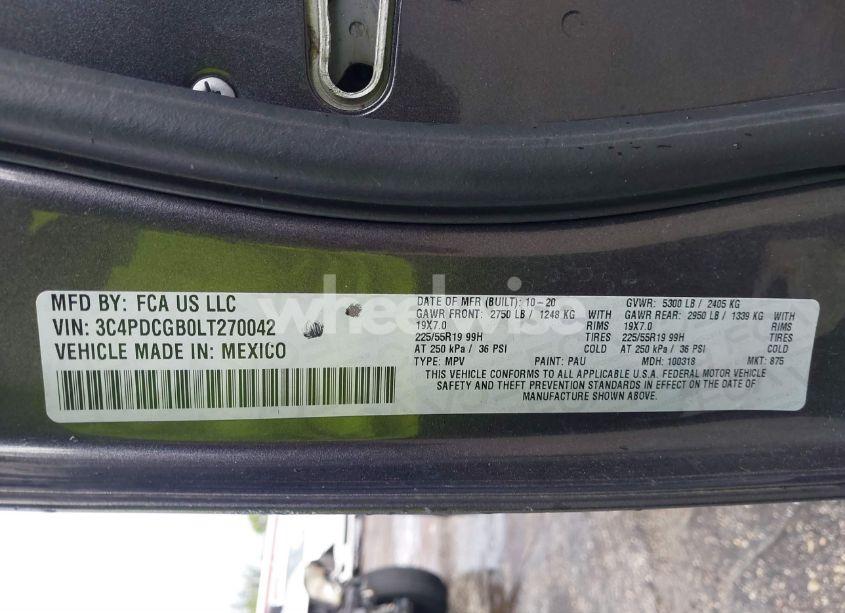 MFD BY: FCA US LLC
VIN: 3C4PDCGB0LT270042
VEHICLE MADE IN: MEXICO
DATE OF MFR (BUILT): 10-20 GVWR: 5300 LB / 2405 KG
GAWR FRONT: 2750 LB / 1248 KG WITH GAWR REAR: 2950 LB / 1339 KG WITH
19X7.0 RIMS 19X7.0 RIMS
225/55R19 99H TIRES 225/55R19 99H TIRES
AT 250 kPa / 36 PSI COLD AT 250 kPa / 36 PSI COLD
TYPE: MPV PAINT: PAU MDH: 100318 MKT: 875
THIS VEHICLE CONFORMS TO ALL APPLICABLE U.S.A. FEDERAL MOTOR VEHICLE
SAFETY AND THEFT PREVENTION STANDARDS IN EFFECT ON THE DATE OF
MANUFACTURE SHOWN ABOVE.
wheelwise